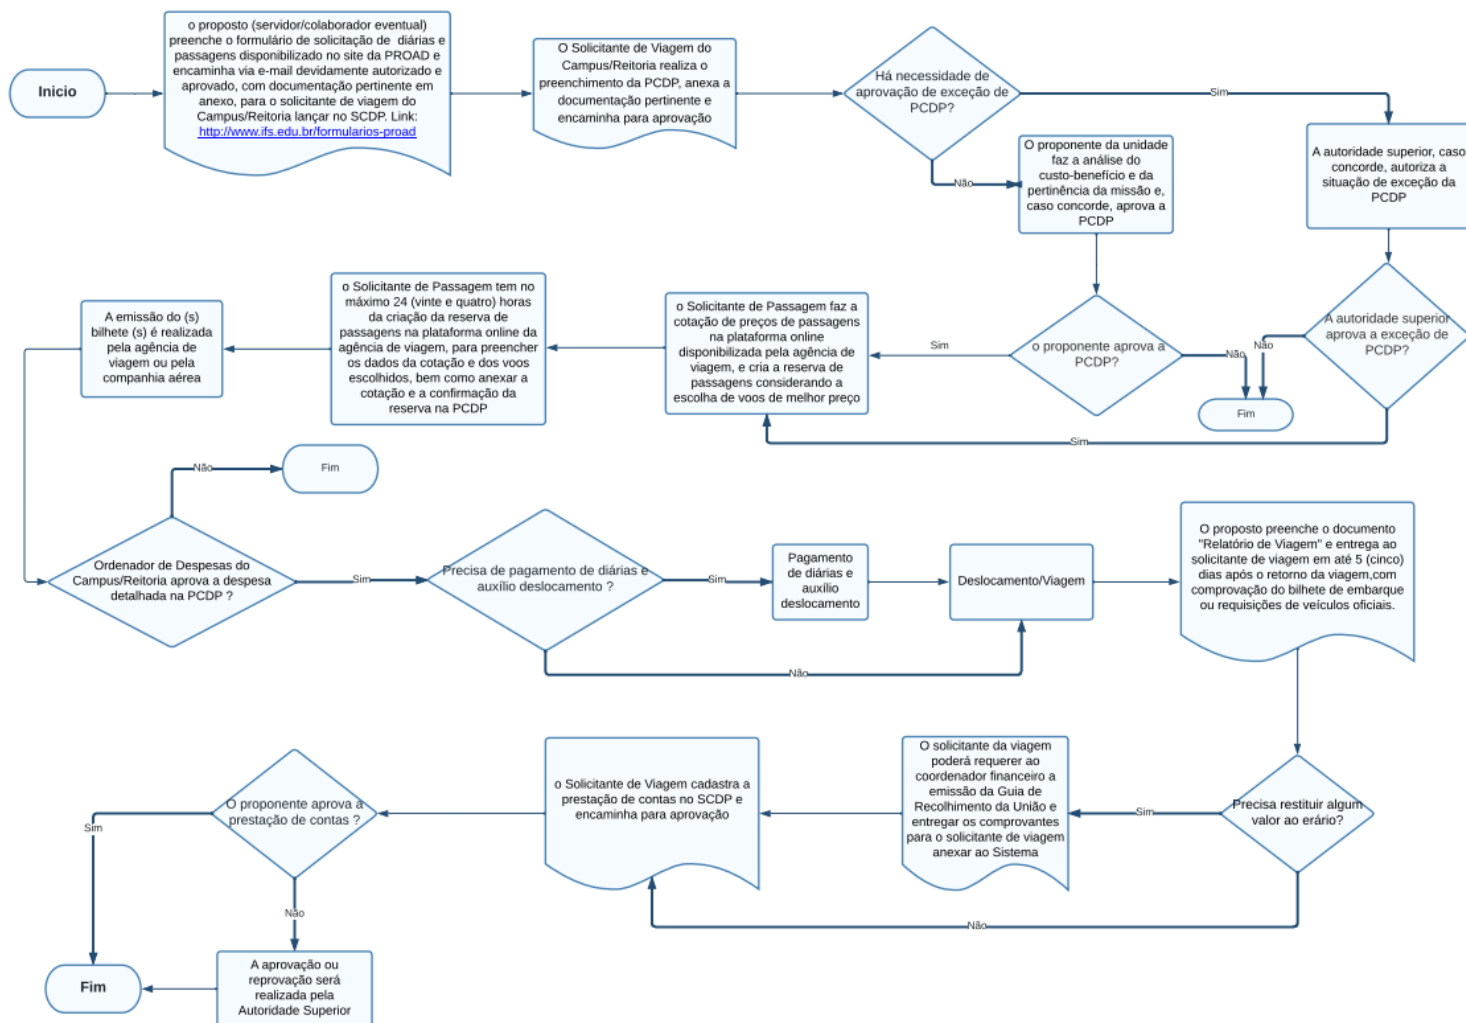 Inicio
o proposto (servidor/colaborador eventual)
preenche o formulário de solicitação de diárias e
passagens disponibilizado no site da PROAD e
encaminha via e-mail devidamente autorizado e
aprovado, com documentação pertinente em
anexo, para o solicitante de viagem do
Campus/Reitoria lançar no SCDP. Link:
http://www.ifs.edu.br/formularios-proad
O Solicitante de Viagem do
Campus/Reitoria realiza o
preenchimento da PCDP, anexa a
documentação pertinente e
encaminha para aprovação
Há necessidade de
aprovação de exceção de
PCDP?
Sim
Não
O proponente da unidade
faz a análise do
custo-benefício e da
pertinência da missão e,
caso concorde, aprova a
PCDP
A autoridade superior, caso
concorde, autoriza a
situação de exceção da
PCDP
A autoridade superior
aprova a exceção de
PCDP?
Não
Sim
o proponente aprova a
PCDP?
Não
Sim
Fim
o Solicitante de Passagem faz a
cotação de preços de passagens
na plataforma online
disponibilizada pela agência de
viagem, e cria a reserva de
passagens considerando a
escolha de voos de melhor preço
o Solicitante de Passagem tem no
máximo 24 (vinte e quatro) horas
da criação da reserva de
passagens na plataforma online da
agência de viagem, para preencher
os dados da cotação e dos voos
escolhidos, bem como anexar a
cotação e a confirmação da
reserva na PCDP
A emissão do (s)
bilhete (s) é realizada
pela agência de
viagem ou pela
companhia aérea
Não
Fim
Ordenador de Despesas do
Campus/Reitoria aprova a despesa
detalhada na PCDP ?
Sim
Precisa de pagamento de diárias e
auxílio deslocamento ?
Sim
Não
Pagamento
de diárias e
auxílio
deslocamento
Deslocamento/Viagem
O proposto preenche o documento
"Relatório de Viagem" e entrega ao
solicitante de viagem em até 5 (cinco)
dias após o retorno da viagem,com
comprovação do bilhete de embarque
ou requisições de veículos oficiais.
Precisa restituir algum
valor ao erário?
Sim
Não
O solicitante da viagem
poderá requerer ao
coordenador financeiro a
emissão da Guia de
Recolhimento da União e
entregar os comprovantes
para o solicitante de viagem
anexar ao Sistema
o Solicitante de Viagem cadastra a
prestação de contas no SCDP e
encaminha para aprovação
O proponente aprova a
prestação de contas ?
Sim
Não
A aprovação ou
reprovação será
realizada pela
Autoridade Superior
Fim